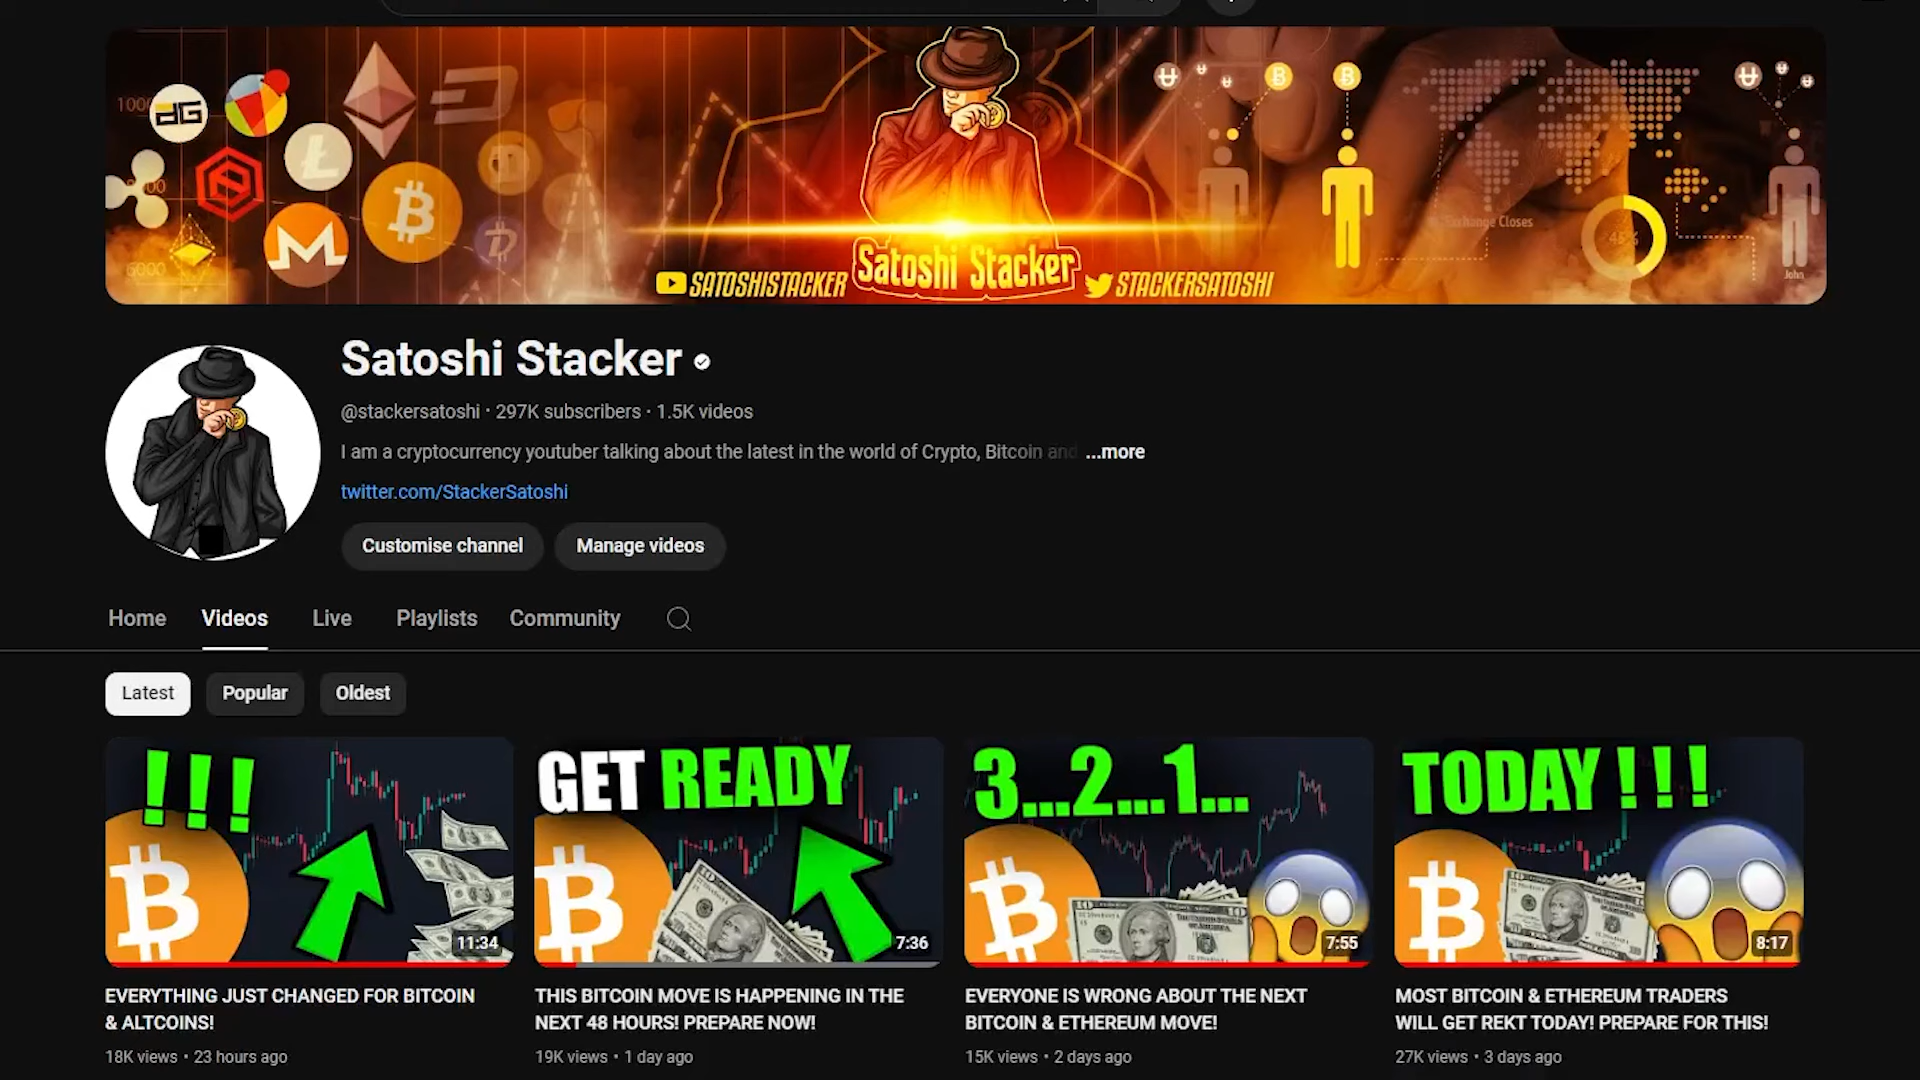 1000
6000
Exchange Closes
45%
John
SATOSHISTACKER
Satoshi Stacker
STACKERSATOSHI
Satoshi Stacker
@stackersatoshi · 297K subscribers · 1.5K videos
I am a cryptocurrency youtuber talking about the latest in the world of Crypto, Bitcoin and ...more
twitter.com/StackerSatoshi
Customise channel
Manage videos
Home
Videos
Live
Playlists
Community
Latest
Popular
Oldest
!!!
11:34
GET READY
7:36
3...2...1...
7:55
TODAY !!!
8:17
EVERYTHING JUST CHANGED FOR BITCOIN
& ALTCOINS!
18K views · 23 hours ago
THIS BITCOIN MOVE IS HAPPENING IN THE
NEXT 48 HOURS! PREPARE NOW!
19K views · 1 day ago
EVERYONE IS WRONG ABOUT THE NEXT
BITCOIN & ETHEREUM MOVE!
15K views · 2 days ago
MOST BITCOIN & ETHEREUM TRADERS
WILL GET REKT TODAY! PREPARE FOR THIS!
27K views · 3 days ago